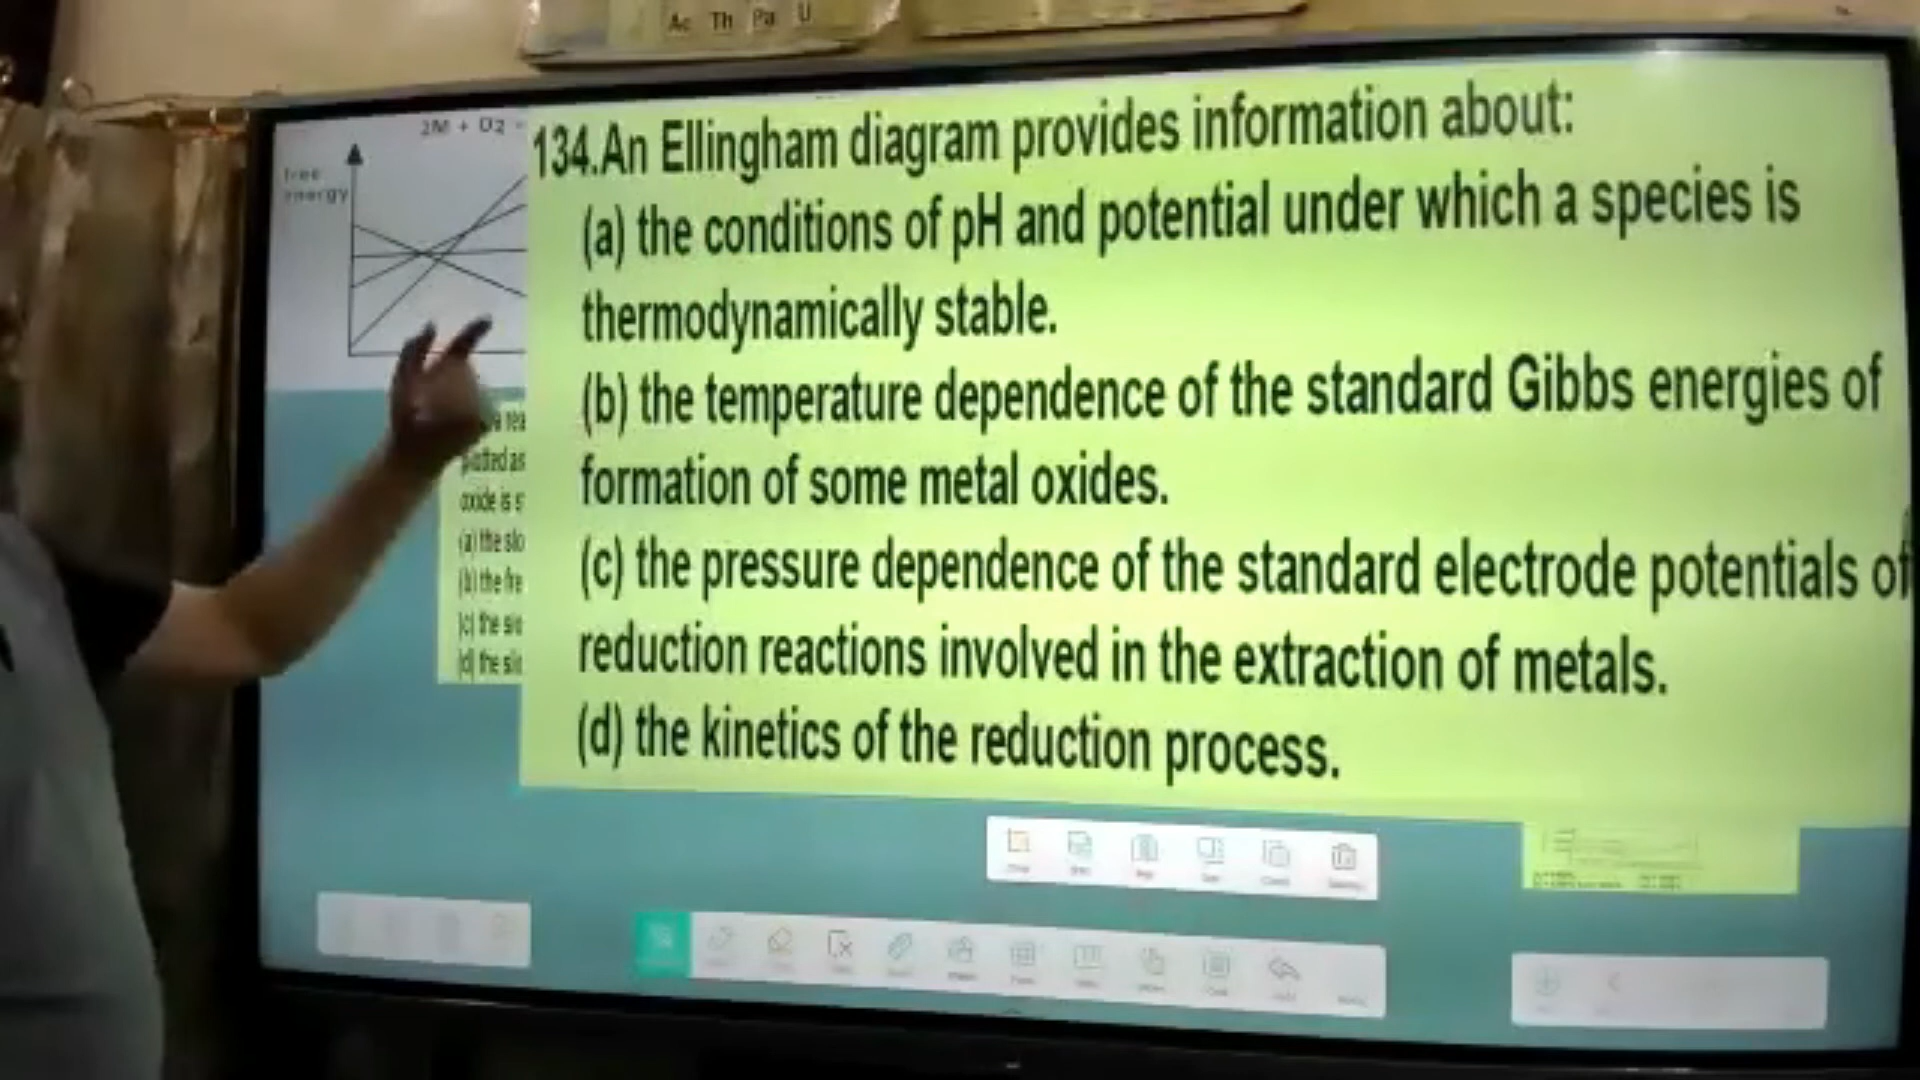 Ac Th Pa U
2M + O2
free
energy
134.An Ellingham diagram provides information about:
(a) the conditions of pH and potential under which a species is
thermodynamically stable.
(b) the temperature dependence of the standard Gibbs energies of
formation of some metal oxides.
(c) the pressure dependence of the standard electrode potentials of
reduction reactions involved in the extraction of metals.
(d) the kinetics of the reduction process.
plotted as
oxide is
(a) the
(b) the
(c) the
(d) the